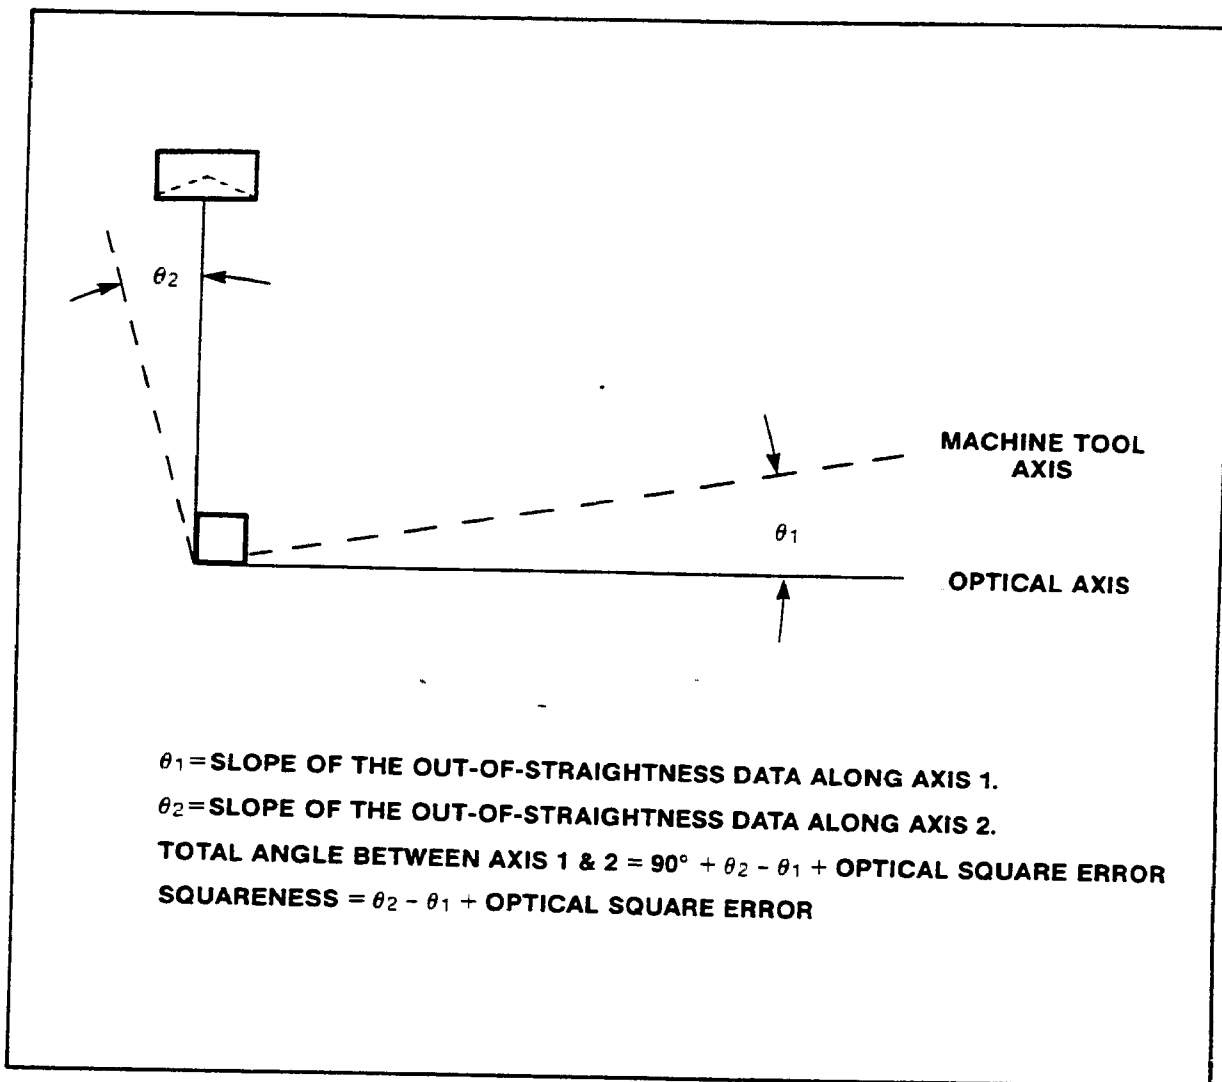 θ2
MACHINE TOOL
AXIS
θ1
OPTICAL AXIS
θ1=SLOPE OF THE OUT-OF-STRAIGHTNESS DATA ALONG AXIS 1.
θ2=SLOPE OF THE OUT-OF-STRAIGHTNESS DATA ALONG AXIS 2.
TOTAL ANGLE BETWEEN AXIS 1 & 2 = 90° + θ2 - θ1 + OPTICAL SQUARE ERROR
SQUARENESS = θ2 - θ1 + OPTICAL SQUARE ERROR